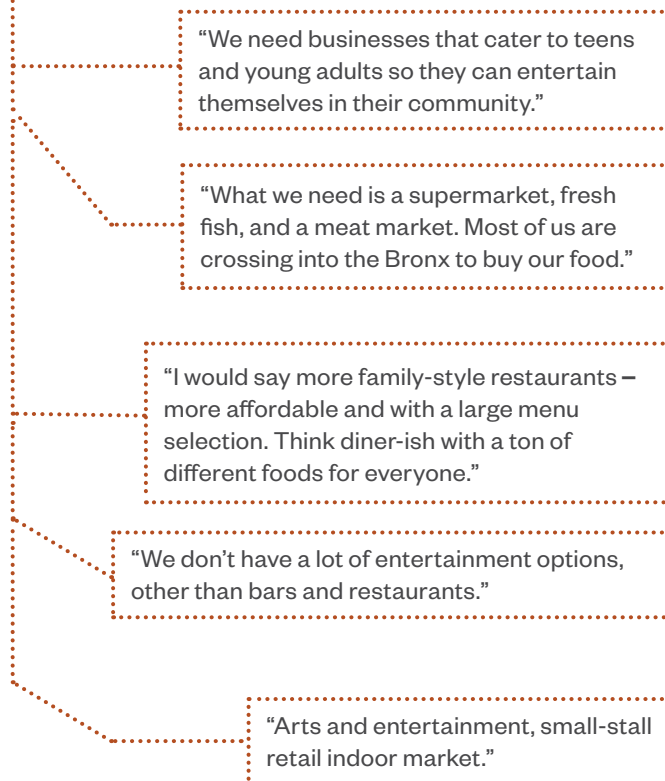 “We need businesses that cater to teens
and young adults so they can entertain
themselves in their community.”
“What we need is a supermarket, fresh
fish, and a meat market. Most of us are
crossing into the Bronx to buy our food.”
“I would say more family-style restaurants –
more affordable and with a large menu
selection. Think diner-ish with a ton of
different foods for everyone.”
“We don’t have a lot of entertainment options,
other than bars and restaurants.”
“Arts and entertainment, small-stall
retail indoor market.”